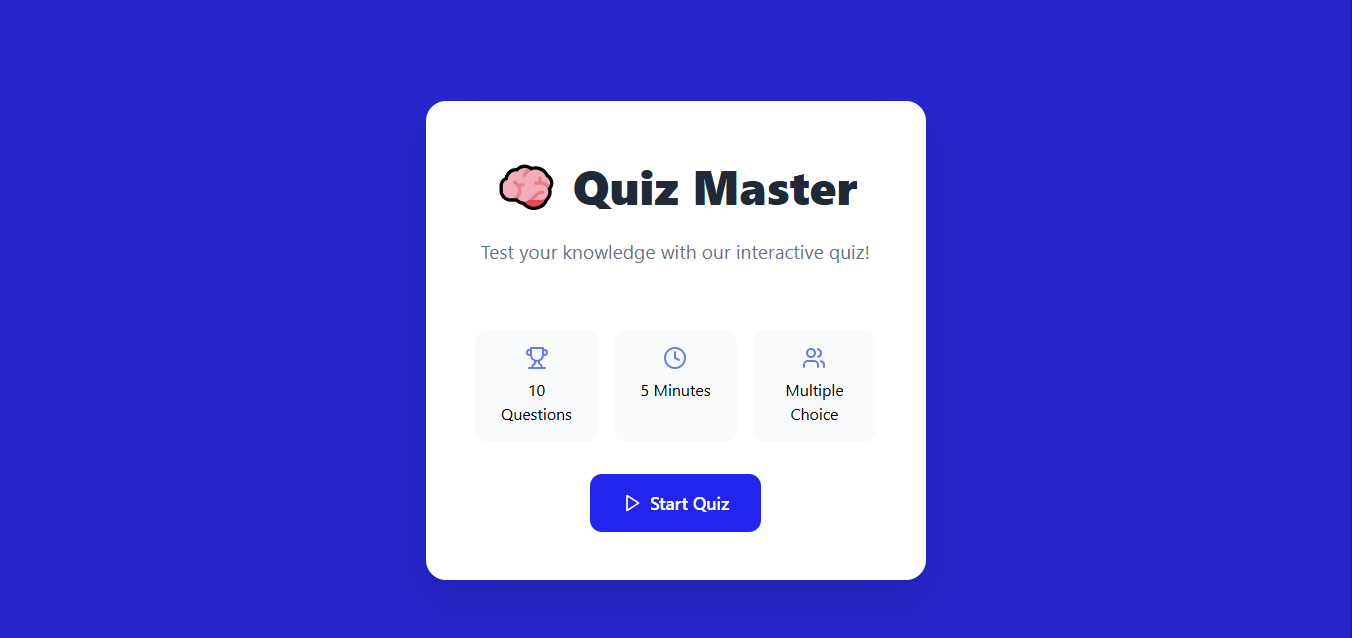 Quiz Master
Test your knowledge with our interactive quiz!
10
Questions
5 Minutes
Multiple
Choice
Start Quiz